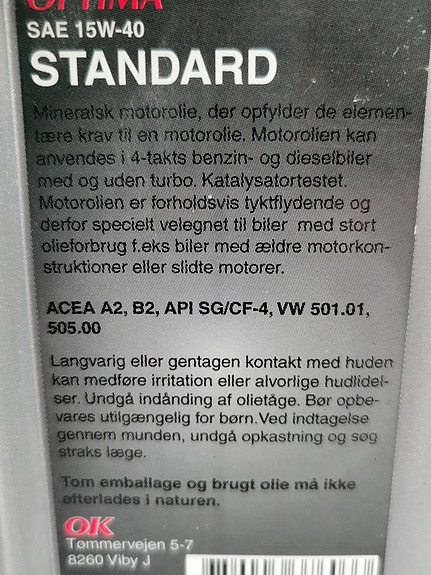 OPTIMA
SAE 15W-40
STANDARD
Mineralsk motorolie, der opfylder de elemen-
tære krav til en motorolie. Motorolien kan
anvendes i 4-takts benzin- og dieselbiler
med og uden turbo. Katalysatortestet.
Motorolien er forholdsvis tyktflydende og
derfor specielt velegnet til biler med stort
olieforbrug f.eks biler med ældre motorkon-
struktioner eller slidte motorer.
ACEA A2, B2, API SG/CF-4, VW 501.01,
505.00
Langvarig eller gentagen kontakt med huden
kan medføre irritation eller alvorlige hudlidel-
ser. Undgå indånding af olietåge. Bør opbe-
vares utilgængelig for børn.Ved indtagelse
gennem munden, undgå opkastning og søg
straks læge.
Tom emballage og brugt olie må ikke
efterlades i naturen.
OK
Tømmervejen 5-7
8260 Viby J